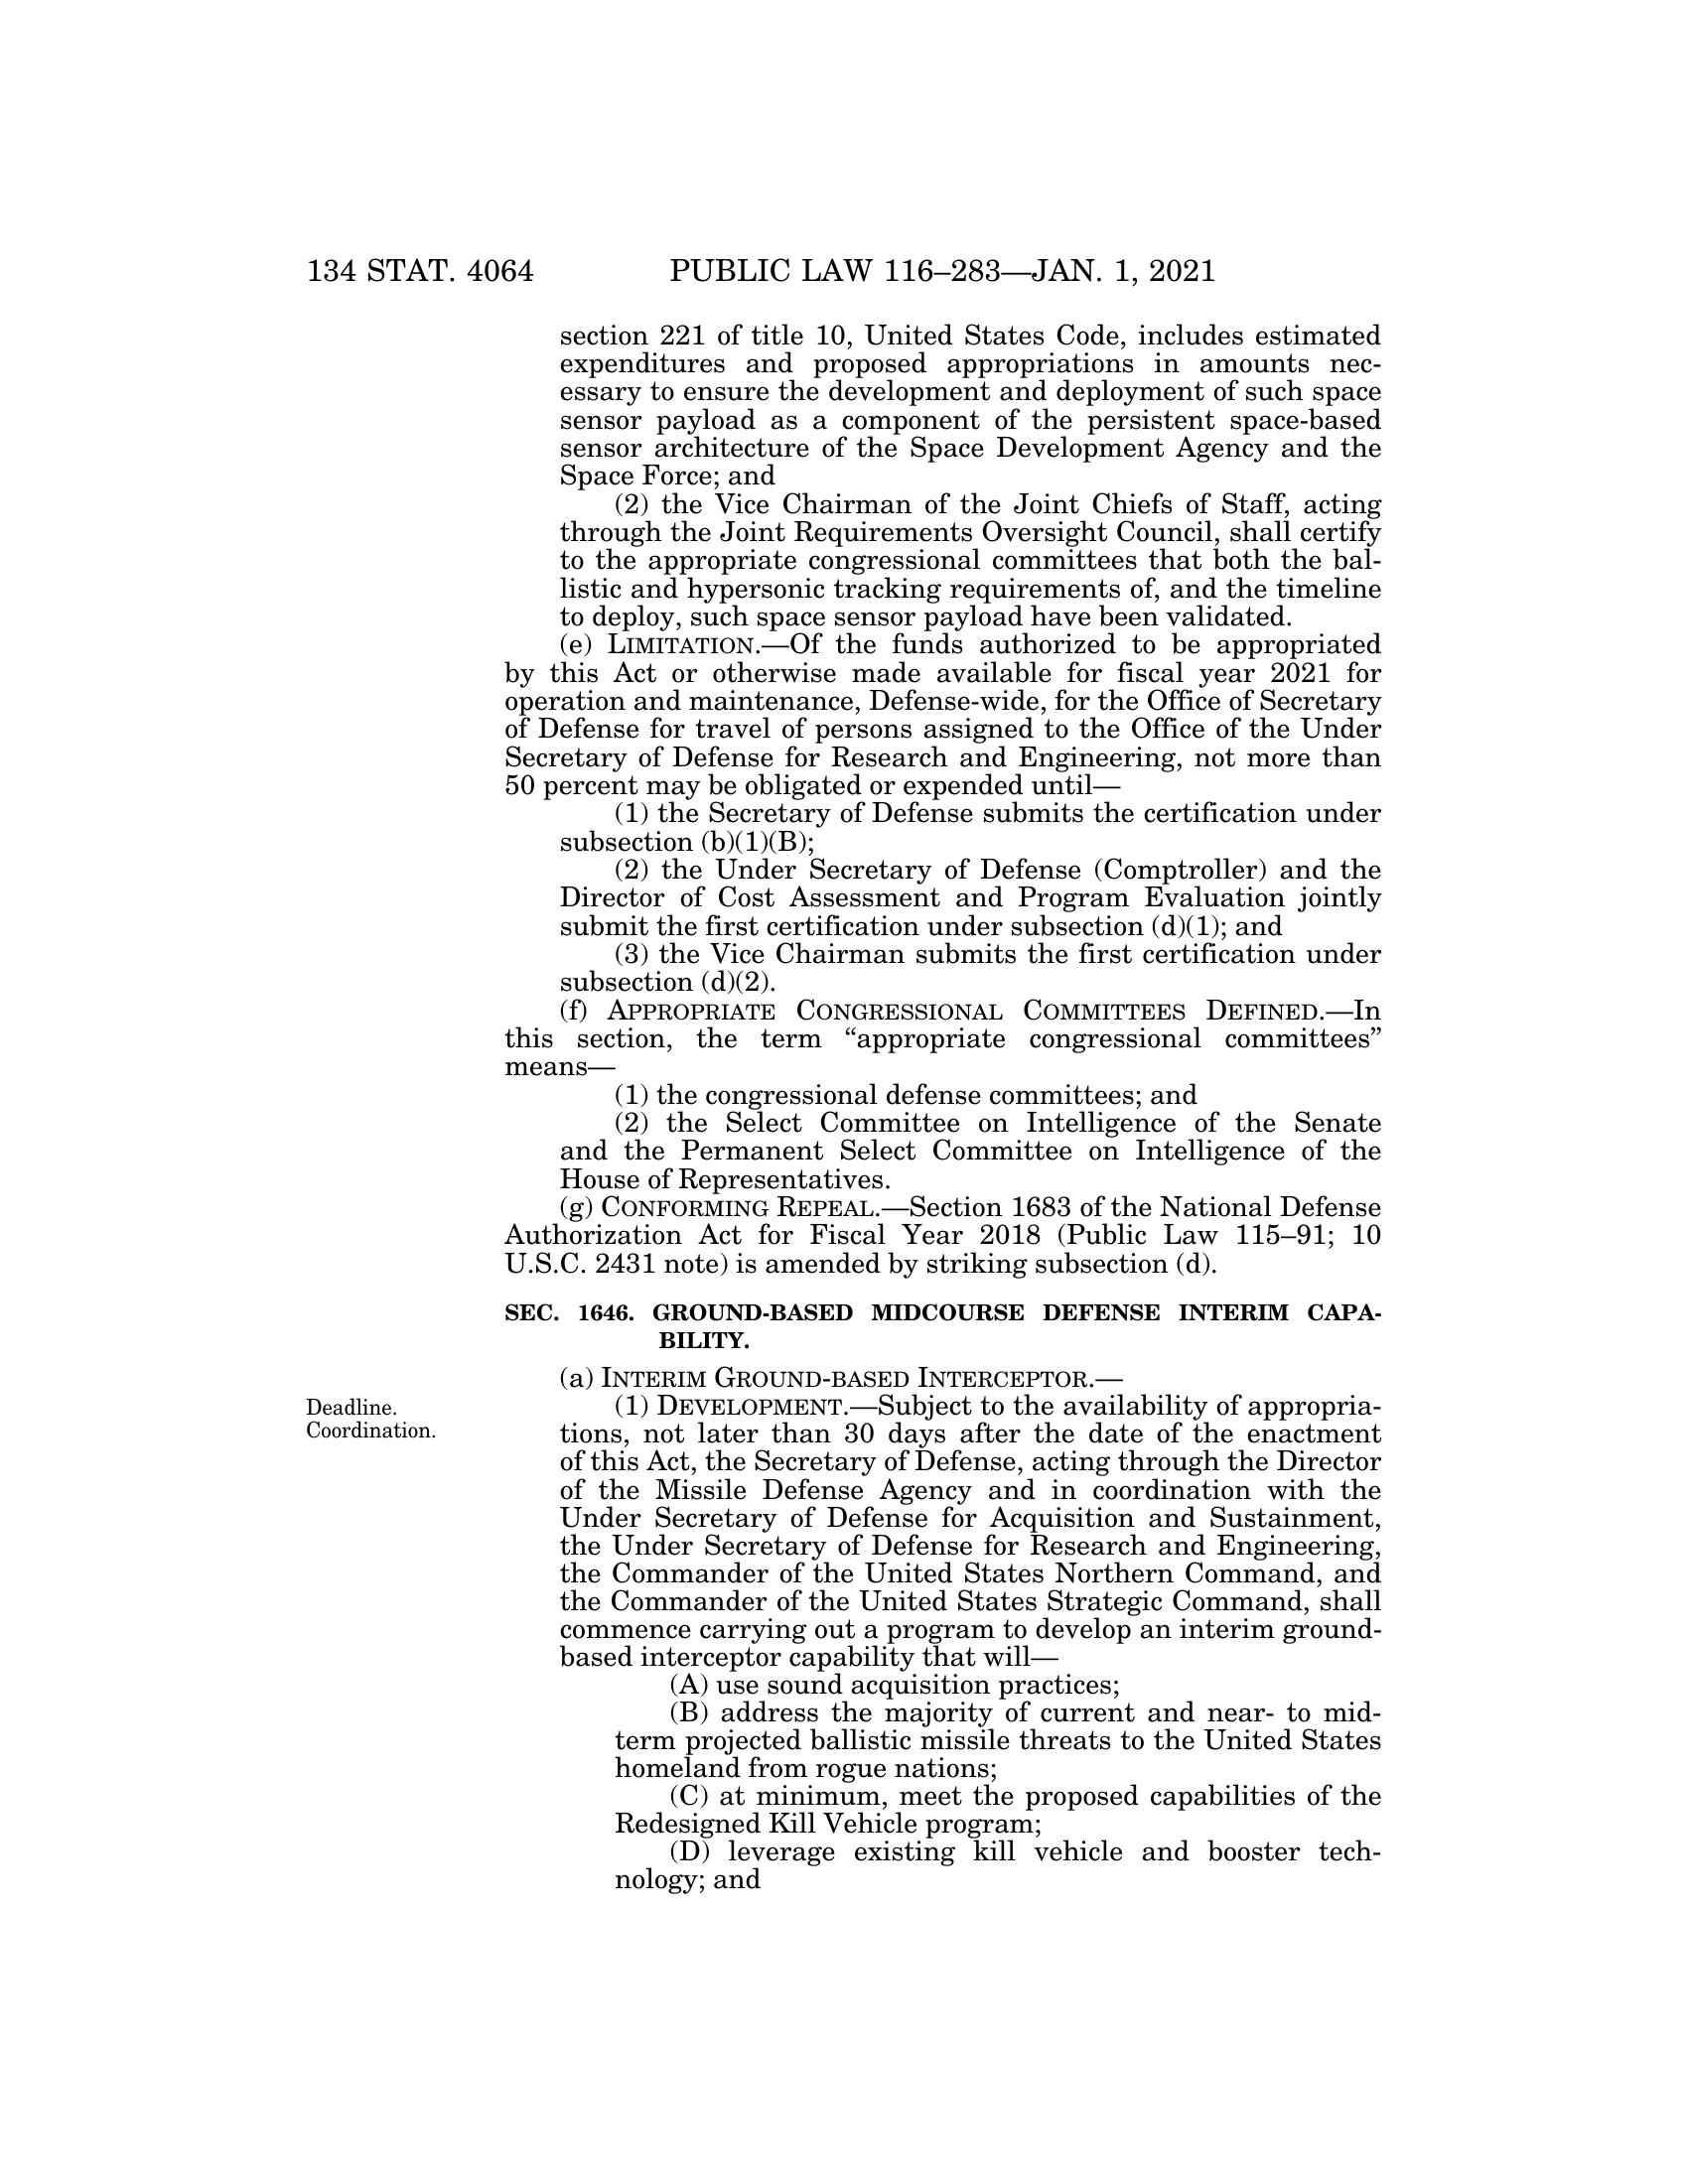 134 STAT. 4064 PUBLIC LAW 116–283—JAN. 1, 2021
section 221 of title 10, United States Code, includes estimated
expenditures and proposed appropriations in amounts nec-
essary to ensure the development and deployment of such space
sensor payload as a component of the persistent space-based
sensor architecture of the Space Development Agency and the
Space Force; and
(2) the Vice Chairman of the Joint Chiefs of Staff, acting
through the Joint Requirements Oversight Council, shall certify
to the appropriate congressional committees that both the bal-
listic and hypersonic tracking requirements of, and the timeline
to deploy, such space sensor payload have been validated.
(e) LIMITATION.—Of the funds authorized to be appropriated
by this Act or otherwise made available for fiscal year 2021 for
operation and maintenance, Defense-wide, for the Office of Secretary
of Defense for travel of persons assigned to the Office of the Under
Secretary of Defense for Research and Engineering, not more than
50 percent may be obligated or expended until—
(1) the Secretary of Defense submits the certification under
subsection (b)(1)(B);
(2) the Under Secretary of Defense (Comptroller) and the
Director of Cost Assessment and Program Evaluation jointly
submit the first certification under subsection (d)(1); and
(3) the Vice Chairman submits the first certification under
subsection (d)(2).
(f) APPROPRIATE CONGRESSIONAL COMMITTEES DEFINED.—In
this section, the term “appropriate congressional committees”
means—
(1) the congressional defense committees; and
(2) the Select Committee on Intelligence of the Senate
and the Permanent Select Committee on Intelligence of the
House of Representatives.
(g) CONFORMING REPEAL.—Section 1683 of the National Defense
Authorization Act for Fiscal Year 2018 (Public Law 115–91; 10
U.S.C. 2431 note) is amended by striking subsection (d).
SEC. 1646. GROUND-BASED MIDCOURSE DEFENSE INTERIM CAPA-
BILITY.
(a) INTERIM GROUND-BASED INTERCEPTOR.—
Deadline.
Coordination.
(1) DEVELOPMENT.—Subject to the availability of appropria-
tions, not later than 30 days after the date of the enactment
of this Act, the Secretary of Defense, acting through the Director
of the Missile Defense Agency and in coordination with the
Under Secretary of Defense for Acquisition and Sustainment,
the Under Secretary of Defense for Research and Engineering,
the Commander of the United States Northern Command, and
the Commander of the United States Strategic Command, shall
commence carrying out a program to develop an interim ground-
based interceptor capability that will—
(A) use sound acquisition practices;
(B) address the majority of current and near- to mid-
term projected ballistic missile threats to the United States
homeland from rogue nations;
(C) at minimum, meet the proposed capabilities of the
Redesigned Kill Vehicle program;
(D) leverage existing kill vehicle and booster tech-
nology; and